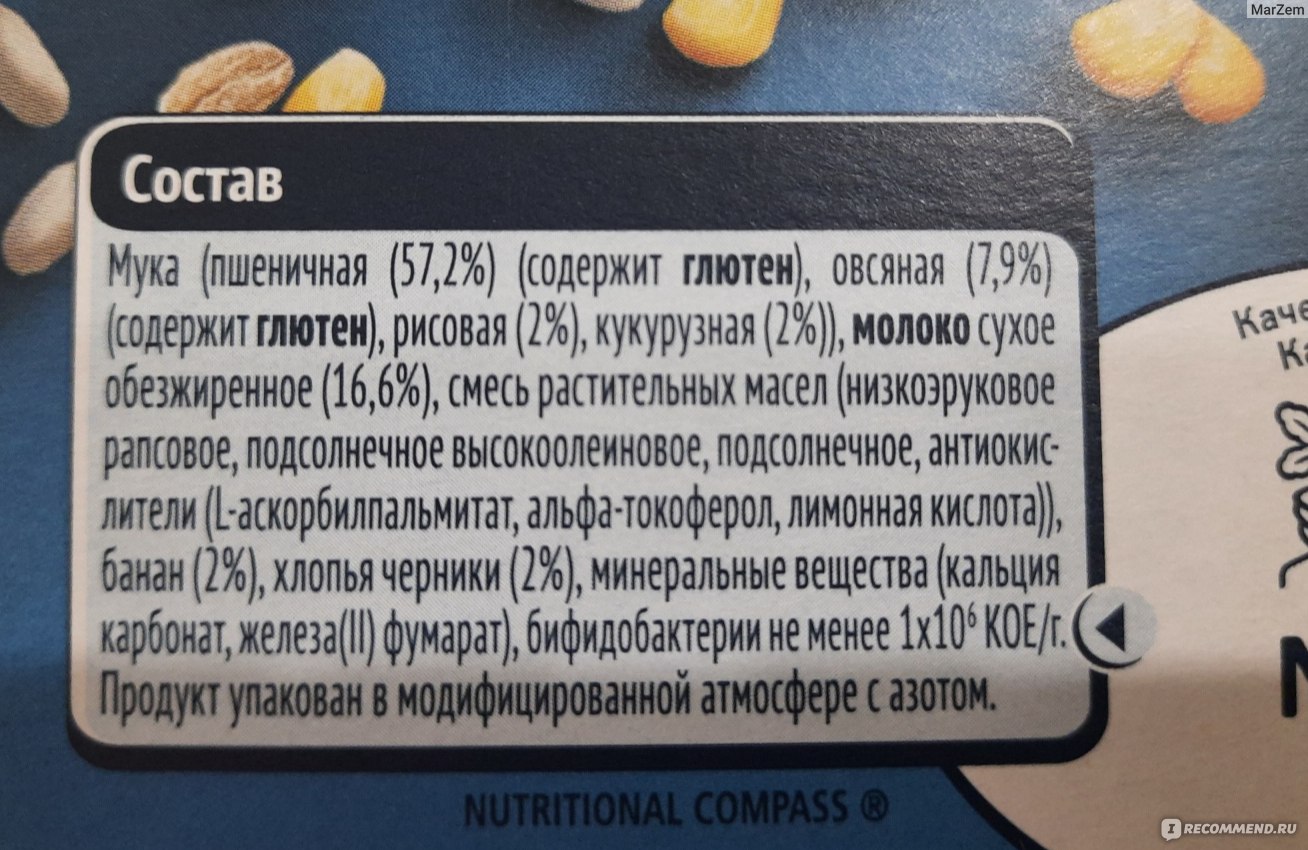 MarZem
Состав
Мука (пшеничная (57,2%) (содержит глютен), овсяная (7,9%)
(содержит глютен), рисовая (2%), кукурузная (2%)), молоко сухое
обезжиренное (16,6%), смесь растительных масел (низкоэруковое
рапсовое, подсолнечное высокоолеиновое, подсолнечное, антиокис-
лители (L-аскорбилпальмитат, альфа-токоферол, лимонная кислота)),
банан (2%), хлопья черники (2%), минеральные вещества (кальция
карбонат, железа(II) фумарат), бифидобактерии не менее 1x10⁶ КОЕ/г.
Продукт упакован в модифицированной атмосфере с азотом.
NUTRITIONAL COMPASS ®
IRECOMMEND.RU